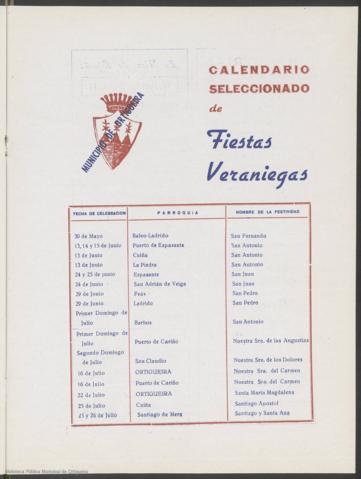 CALENDARIO
SELECCIONADO
de
Fiestas
Veraniegas
MUNICIPIO DE ORTIGUEIRA
FECHA DE CELEBRACION PARROQUIA NOMBRE DE LA FESTIVIDAD
30 de Mayo Baleo-Ladrido San Fernando
13, 14 y 15 de Junio Puerto de Espasante San Antonio
13 de Junio Cuiña San Antonio
13 de Junio La Piedra San Antonio
24 y 25 de Junio Espasante San Juan
24 de Junio San Adrián de Veiga San Juan
29 de Junio Feás San Pedro
29 de Junio Ladrido San Pedro
Primer Domingo de
Julio Barbos San Antonio
Primer Domingo de
Julio Puerto de Cariño Nuestra Sra. de las Angustias
Segundo Domingo
de Julio San Claudio Nuestra Sra. de los Dolores
16 de Julio ORTIGUEIRA Nuestra Sra. del Carmen
16 de Julio Puerto de Cariño Nuestra Sra. del Carmen
22 de Julio ORTIGUEIRA Santa María Magdalena
25 de Julio Cuiña Santiago Apostol
25 y 26 de Julio Santiago de Mera Santiago y Santa Ana
Biblioteca Pública Municipal de Ortigueira